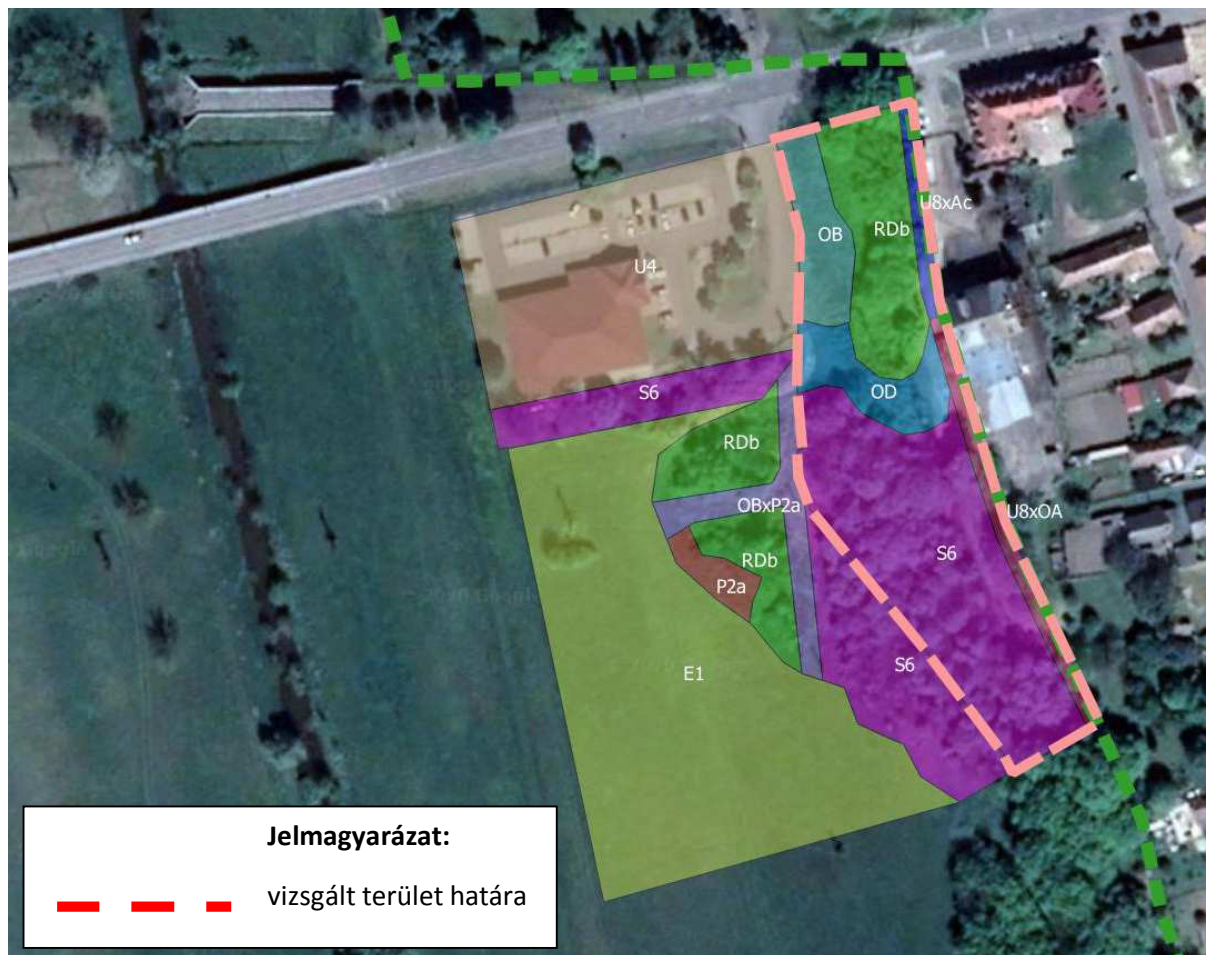 U8xAc
OB
RDb
U4
S6
OD
RDb
OBxP2a
U8xOA
RDb
S6
P2a
S6
E1
Jelmagyarázat:
vizsgált terület határa